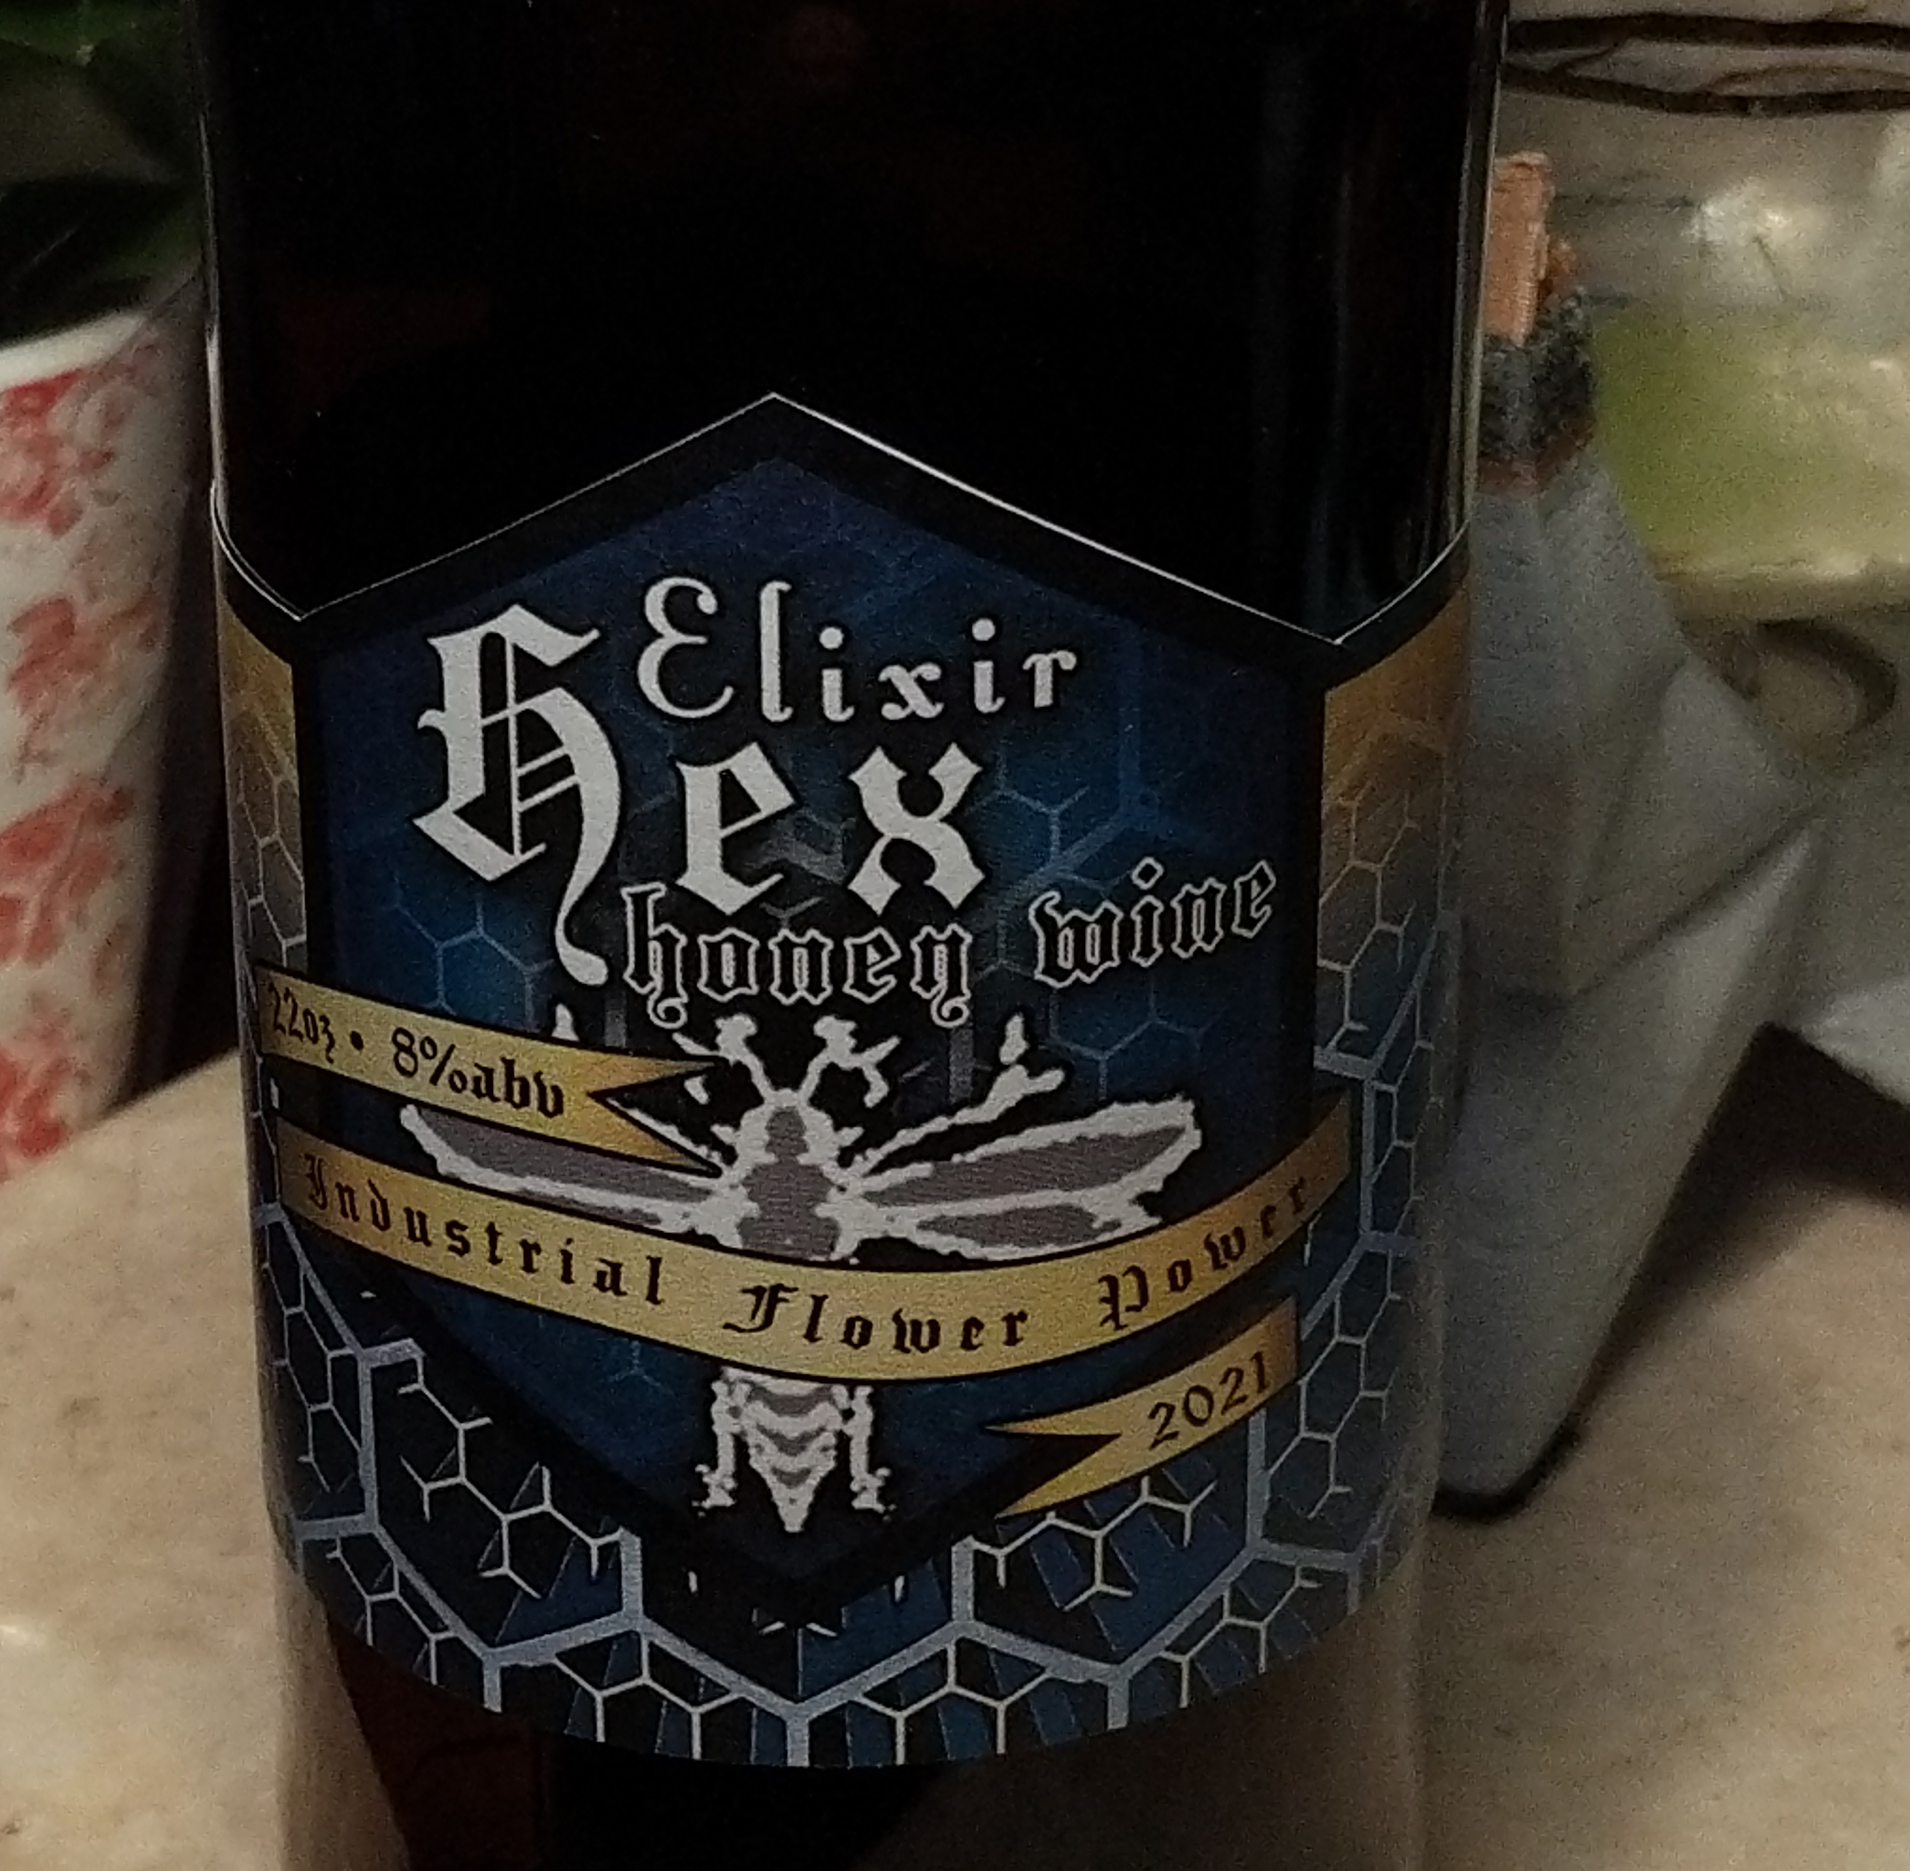 Elixir
Hex
honey wine
22oz • 8%abv
Industrial Flower Power
2021